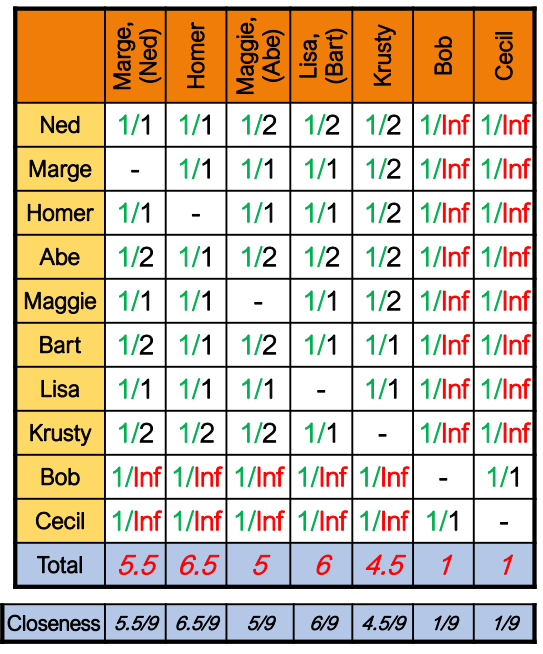 Marge, (Ned) Homer Maggie, (Abe) Lisa, (Bart) Krusty Bob Cecil
Ned 1/1 1/1 1/2 1/2 1/2 1/Inf 1/Inf
Marge - 1/1 1/1 1/1 1/2 1/Inf 1/Inf
Homer 1/1 - 1/1 1/1 1/2 1/Inf 1/Inf
Abe 1/2 1/1 1/2 1/2 1/2 1/Inf 1/Inf
Maggie 1/1 1/1 - 1/1 1/2 1/Inf 1/Inf
Bart 1/2 1/1 1/2 1/1 1/1 1/Inf 1/Inf
Lisa 1/1 1/1 1/1 - 1/1 1/Inf 1/Inf
Krusty 1/2 1/2 1/2 1/1 - 1/Inf 1/Inf
Bob 1/Inf 1/Inf 1/Inf 1/Inf 1/Inf - 1/1
Cecil 1/Inf 1/Inf 1/Inf 1/Inf 1/Inf 1/1 -
Total 5.5 6.5 5 6 4.5 1 1
Closeness 5.5/9 6.5/9 5/9 6/9 4.5/9 1/9 1/9